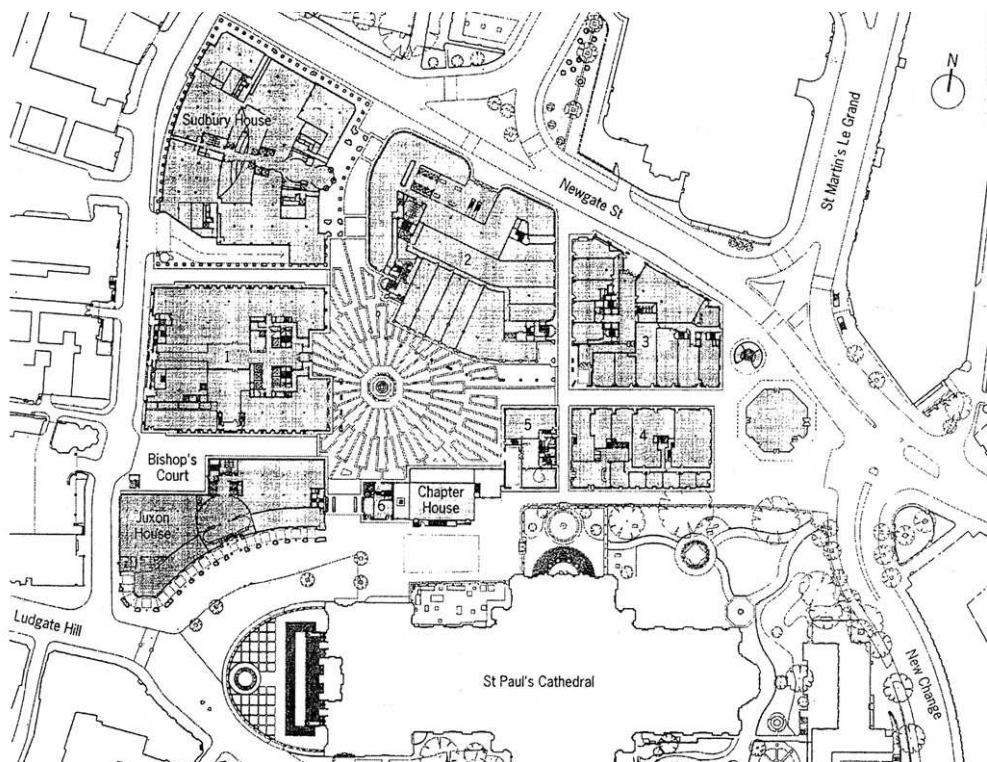 N
Sudbury House
Newgate St
St Martin's Le Grand
2
1
3
5
4
Bishop's
Court
Chapter
House
6
Juxon
House
Ludgate Hill
St Paul's Cathedral
New Change